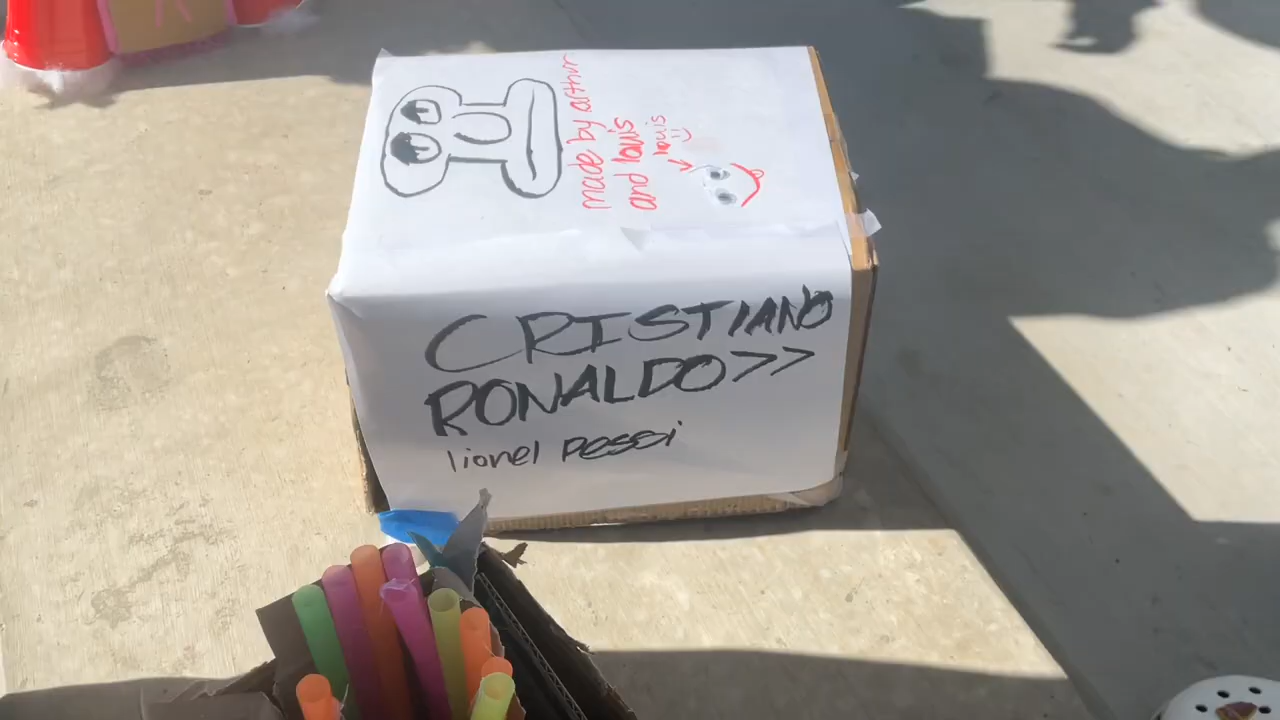 made by arthur
and louis
louis
CRISTIANO
RONALDO>>
lionel pessi